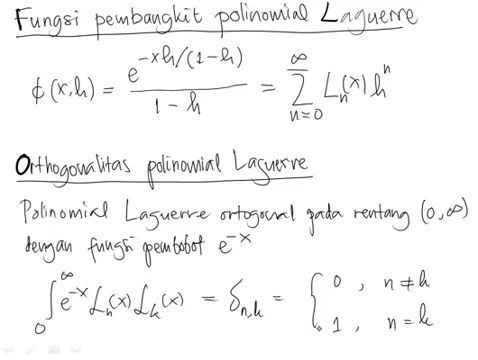 Fungsi pembangkit polinomial Laguerre
ϕ(x,h) = e^{-xh/(1-h)} / (1-h) = ∑_{n=0}^{∞} L_n(x) h^n
Orthogonalitas polinomial Laguerre
Polinomial Laguerre ortogonal pada rentang (0,∞)
dengan fungsi pembobot e^{-x}
∫_0^∞ e^{-x} L_n(x) L_k(x) = δ_{n,k} = { 0 , n ≠ k
1 , n = k